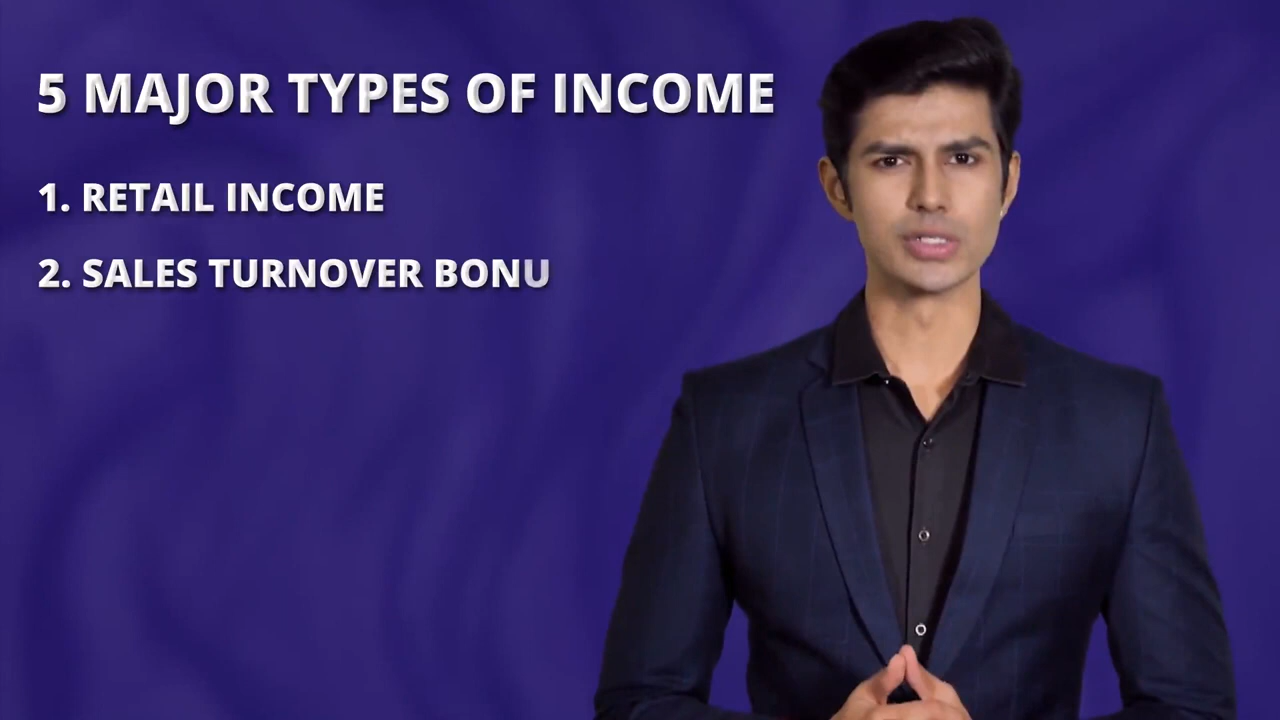 5 MAJOR TYPES OF INCOME
1. RETAIL INCOME
2. SALES TURNOVER BONU